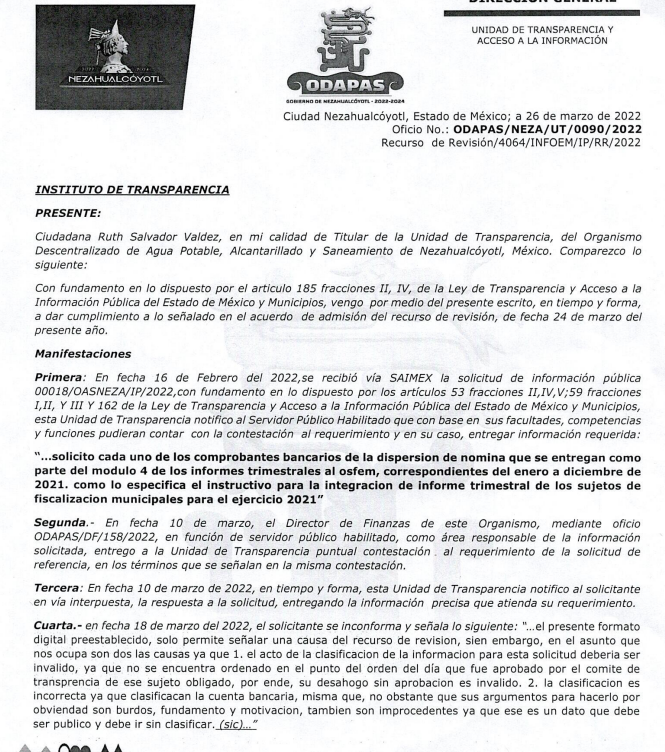 DIRECCIÓN GENERAL
UNIDAD DE TRANSPARENCIA Y
ACCESO A LA INFORMACIÓN
2022 2024
NEZAHUALCÓYOTL
ODAPAS
GOBIERNO DE NEZAHUALCÓYOTL - 2022-2024
Ciudad Nezahualcóyotl, Estado de México; a 26 de marzo de 2022
Oficio No.: ODAPAS/NEZA/UT/0090/2022
Recurso de Revisión/4064/INFOEM/IP/RR/2022
INSTITUTO DE TRANSPARENCIA
PRESENTE:
Ciudadana Ruth Salvador Valdez, en mi calidad de Titular de la Unidad de Transparencia, del Organismo
Descentralizado de Agua Potable, Alcantarillado y Saneamiento de Nezahualcóyotl, México. Comparezco lo
siguiente:
Con fundamento en lo dispuesto por el articulo 185 fracciones II, IV, de la Ley de Transparencia y Acceso a la
Información Pública del Estado de México y Municipios, vengo por medio del presente escrito, en tiempo y forma,
a dar cumplimiento a lo señalado en el acuerdo de admisión del recurso de revisión, de fecha 24 de marzo del
presente año.
Manifestaciones
Primera: En fecha 16 de Febrero del 2022,se recibió vía SAIMEX la solicitud de información pública
00018/OASNEZA/IP/2022,con fundamento en lo dispuesto por los artículos 53 fracciones II,IV,V;59 fracciones
I,II, Y III Y 162 de la Ley de Transparencia y Acceso a la Información Pública del Estado de México y Municipios,
esta Unidad de Transparencia notifico al Servidor Público Habilitado que con base en sus facultades, competencias
y funciones pudieran contar con la contestación al requerimiento y en su caso, entregar información requerida:
“...solicito cada uno de los comprobantes bancarios de la dispersion de nomina que se entregan como
parte del modulo 4 de los informes trimestrales al osfem, correspondientes del enero a diciembre de
2021. como lo especifica el instructivo para la integracion de informe trimestral de los sujetos de
fiscalizacion municipales para el ejercicio 2021”
Segunda.- En fecha 10 de marzo, el Director de Finanzas de este Organismo, mediante oficio
ODAPAS/DF/158/2022, en función de servidor público habilitado, como área responsable de la información
solicitada, entrego a la Unidad de Transparencia puntual contestación al requerimiento de la solicitud de
referencia, en los términos que se señalan en la misma contestación.
Tercera: En fecha 10 de marzo de 2022, en tiempo y forma, esta Unidad de Transparencia notifico al solicitante
en vía interpuesta, la respuesta a la solicitud, entregando la información precisa que atienda su requerimiento.
Cuarta.- en fecha 18 de marzo del 2022, el solicitante se inconforma y señala lo siguiente: “...el presente formato
digital preestablecido, solo permite señalar una causa del recurso de revision, sien embargo, en el asunto que
nos ocupa son dos las causas ya que 1. el acto de la clasificacion de la informacion para esta solicitud deberia ser
invalido, ya que no se encuentra ordenado en el punto del orden del día que fue aprobado por el comite de
transprencia de ese sujeto obligado, por ende, su desahogo sin aprobacion es invalido. 2. la clasificacion es
incorrecta ya que clasificacan la cuenta bancaria, misma que, no obstante que sus argumentos para hacerlo por
obviedad son burdos, fundamento y motivacion, tambien son improcedentes ya que ese es un dato que debe
ser publico y debe ir sin clasificar. (sic)...”